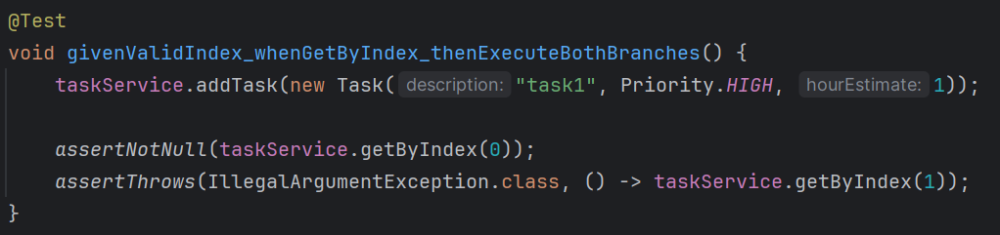 @Test
void givenValidIndex_whenGetByIndex_thenExecuteBothBranches() {
    taskService.addTask(new Task( description: "task1", Priority.HIGH, hourEstimate: 1));

    assertNotNull(taskService.getByIndex(0));
    assertThrows(IllegalArgumentException.class, () -> taskService.getByIndex(1));
}